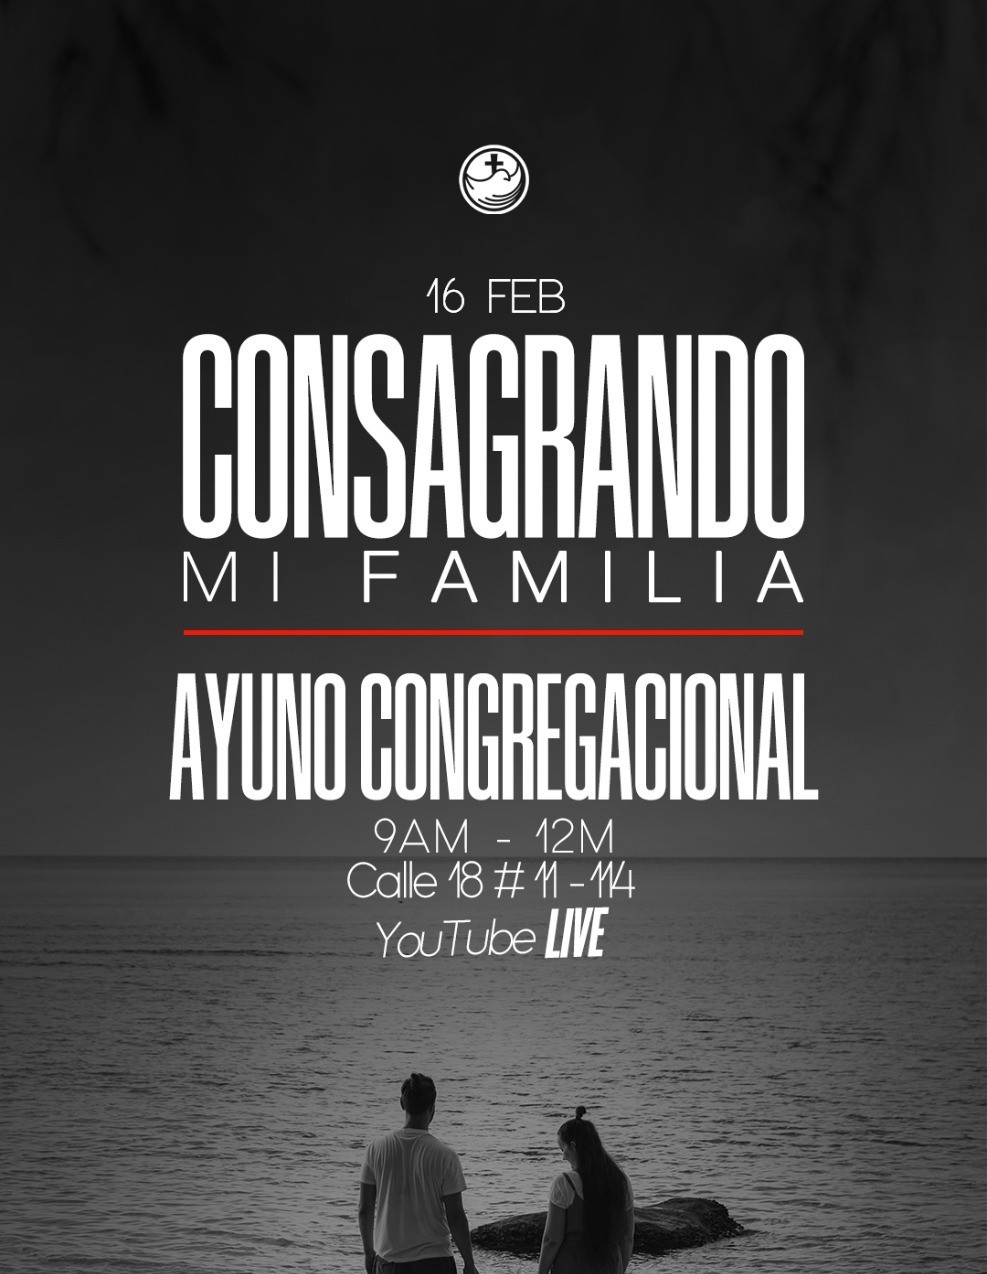 16 FEB
CONSAGRANDO
MI FAMILIA
AYUNO CONGREGACIONAL
9AM - 12M
Calle 18 # 11 - 114
YouTube LIVE